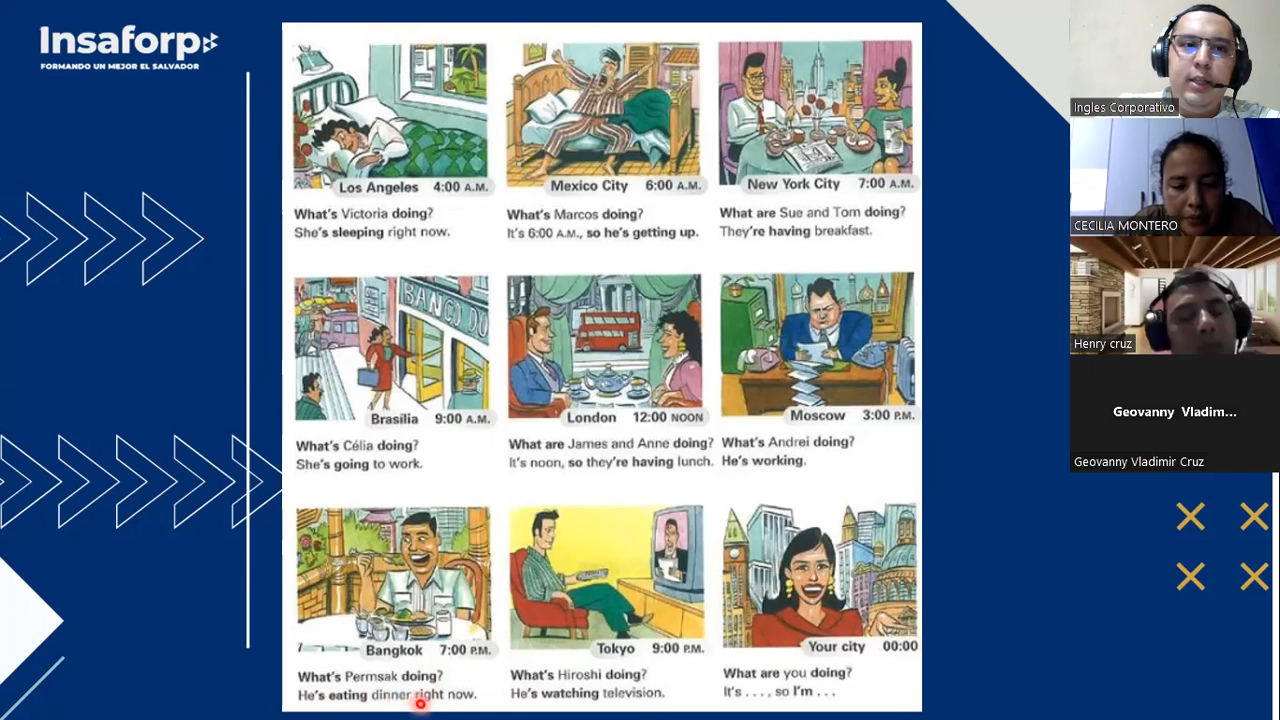 Insaforp
FORMANDO UN MEJOR EL SALVADOR
Los Angeles 4:00 A.M.
What's Victoria doing?
She's sleeping right now.
Mexico City 6:00 A.M.
What's Marcos doing?
It's 6:00 A.M., so he's getting up.
New York City 7:00 A.M.
What are Sue and Tom doing?
They're having breakfast.
BANCO DO
Brasília 9:00 A.M.
What's Célia doing?
She's going to work.
London 12:00 NOON
What are James and Anne doing?
It's noon, so they're having lunch.
Moscow 3:00 P.M.
What's Andrei doing?
He's working.
Bangkok 7:00 P.M.
What's Permsak doing?
He's eating dinner right now.
Tokyo 9:00 P.M.
What's Hiroshi doing?
He's watching television.
Your city 00:00
What are you doing?
It's . . . , so I'm . . .
Ingles Corporativo
CECILIA MONTERO
Henry cruz
Geovanny Vladim...
Geovanny Vladimir Cruz